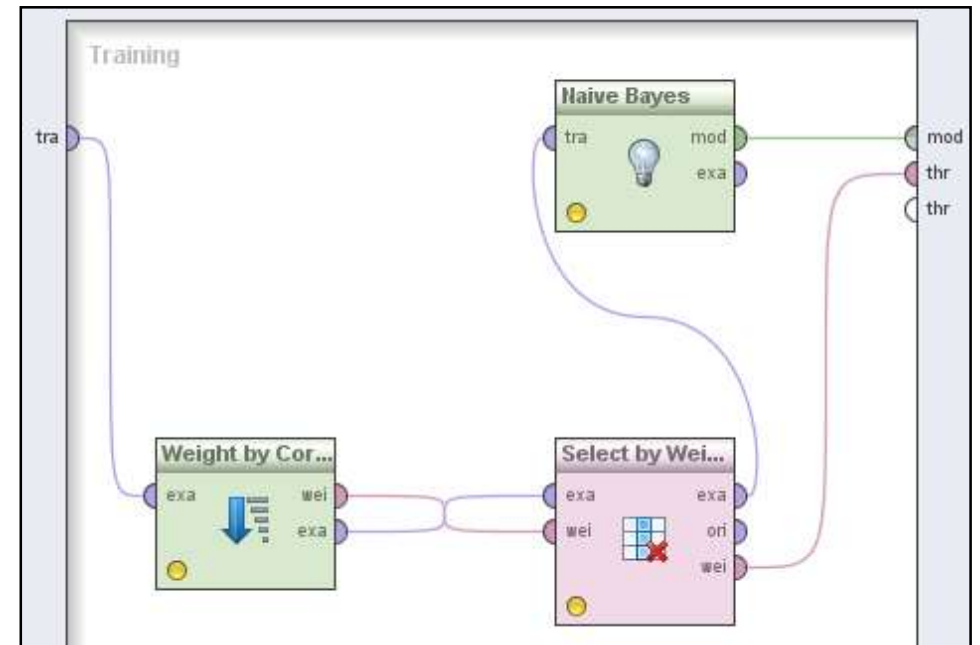 Training
tra
Naive Bayes
tra mod
exa
mod
thr
thr
Weight by Cor...
exa wei
exa
Select by Wei...
exa exa
wei ori
wei